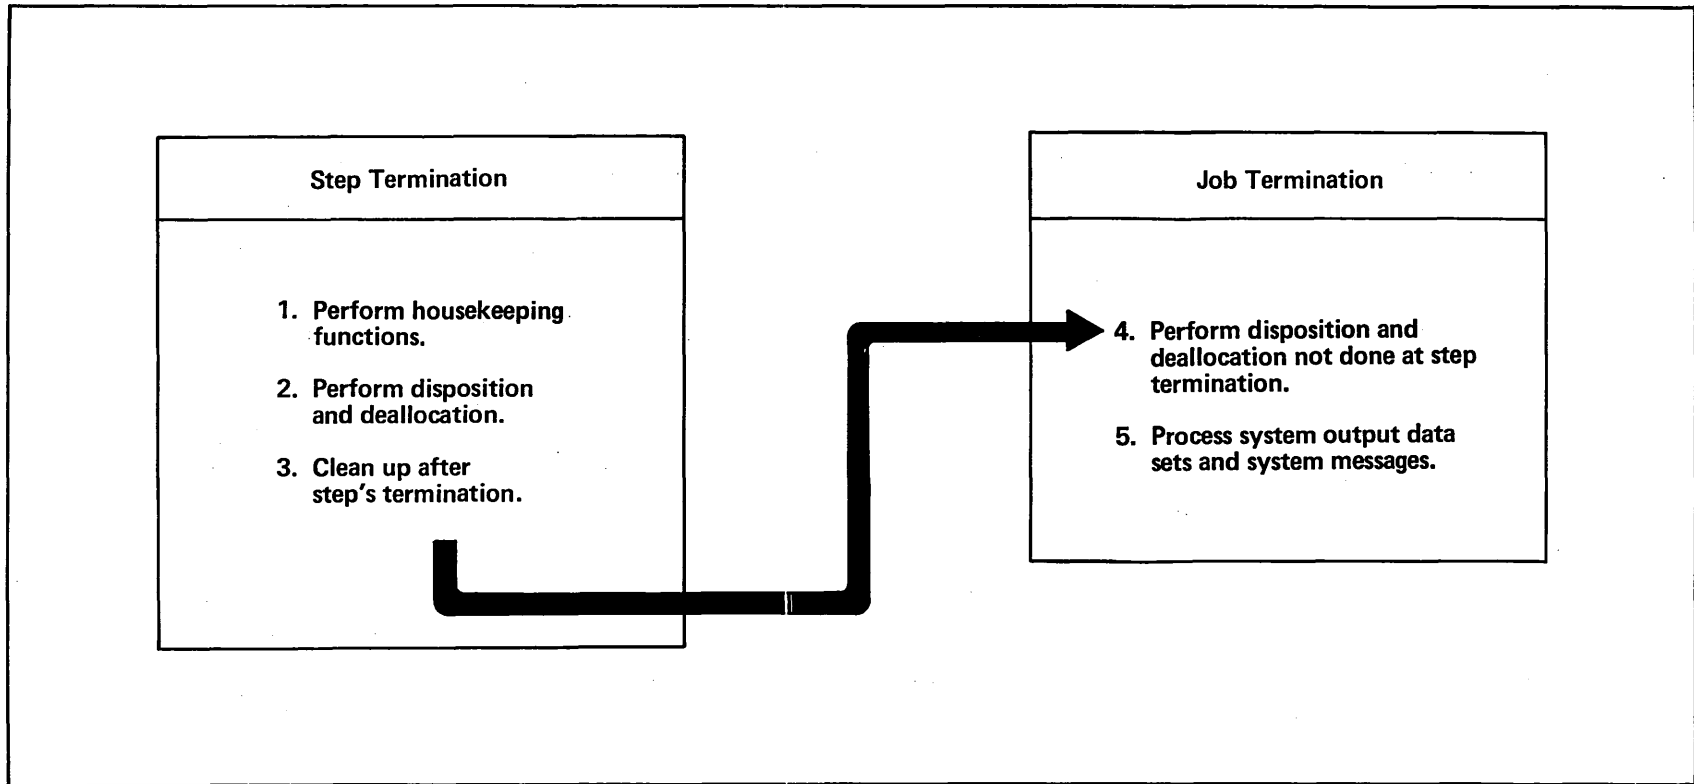 Step Termination
1. Perform housekeeping
functions.
2. Perform disposition
and deallocation.
3. Clean up after
step's termination.
Job Termination
4. Perform disposition and
deallocation not done at step
termination.
5. Process system output data
sets and system messages.